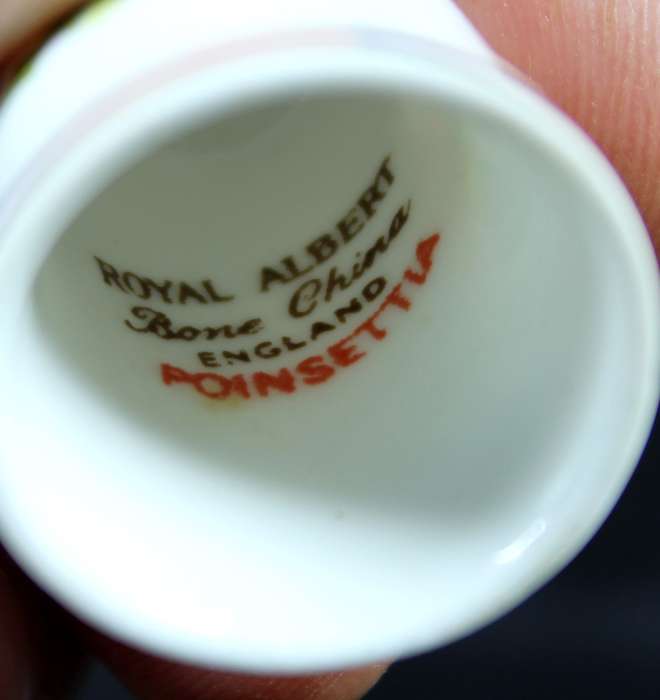 ROYAL ALBERT
Bone China
ENGLAND
POINSETTIA